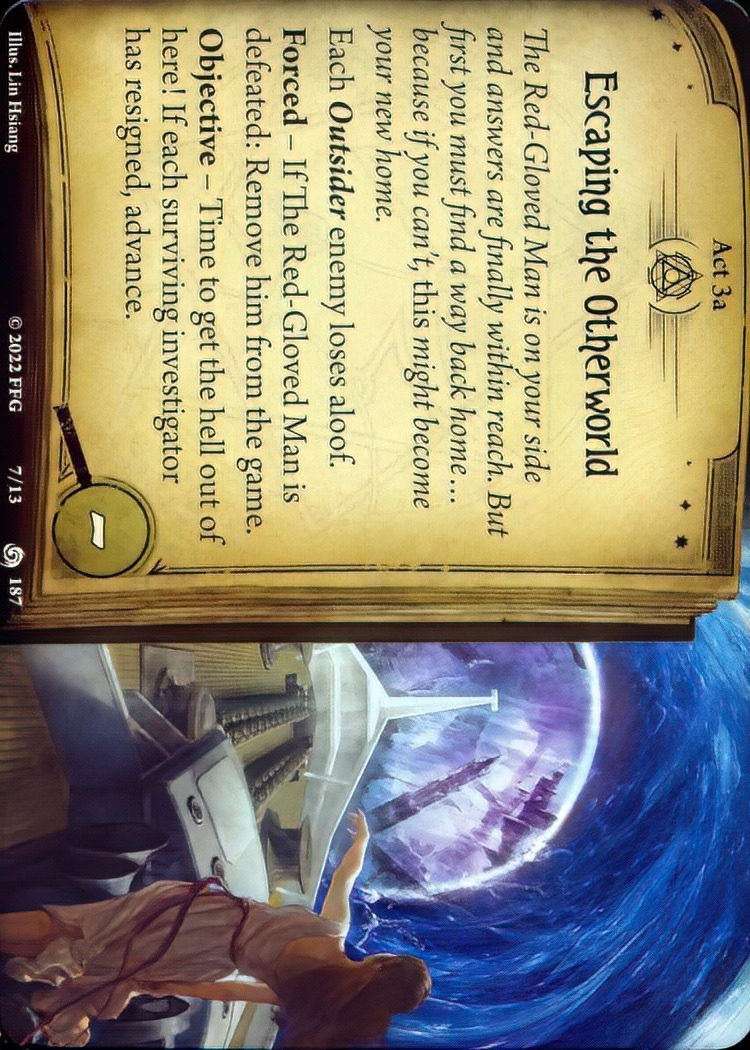 Act 3a
Escaping the Otherworld
The Red-Gloved Man is on your side
and answers are finally within reach. But
first you must find a way back home…
because if you can't, this might become
your new home.
Each Outsider enemy loses aloof.
Forced – If The Red-Gloved Man is
defeated: Remove him from the game.
Objective – Time to get the hell out of
here! If each surviving investigator
has resigned, advance.
-
Illus. Lin Hsiang © 2022 FFG 7/13 187